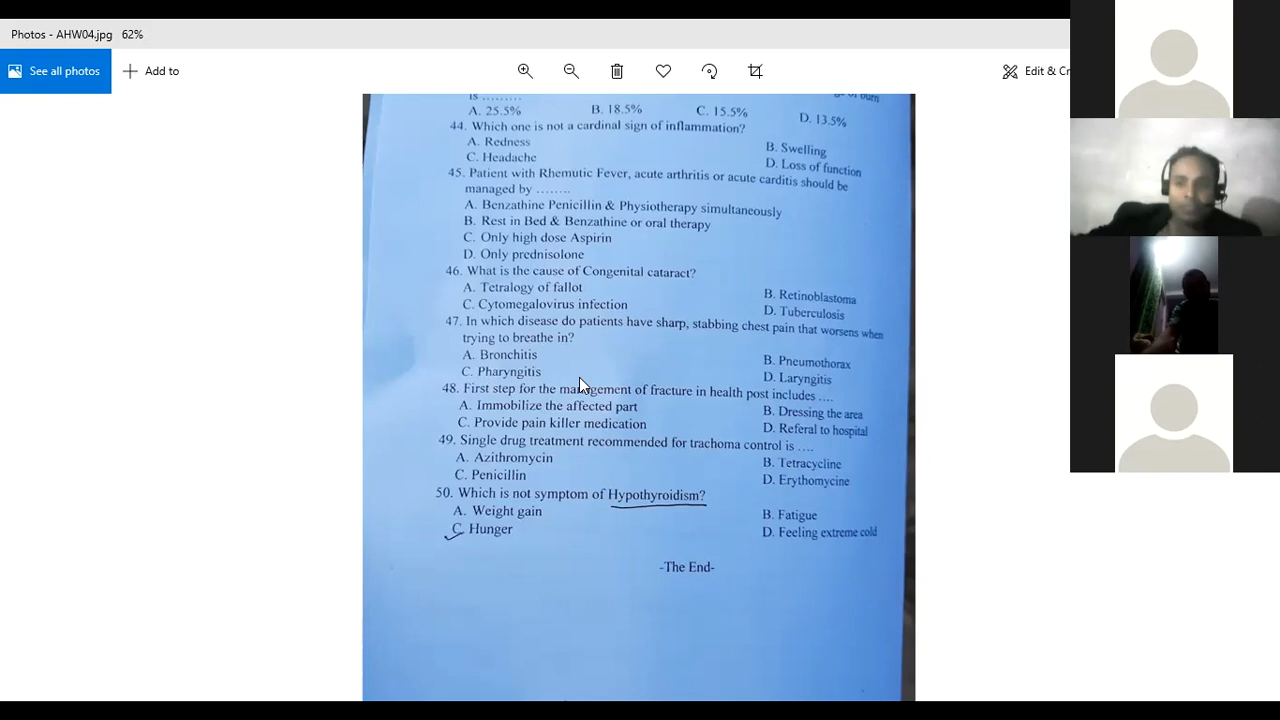 Photos - AHW04.jpg 62%
See all photos
Add to
Edit & Cr
is ........
A. 25.5% B. 18.5% C. 15.5% D. 13.5%
44. Which one is not a cardinal sign of inflammation?
A. Redness B. Swelling
C. Headache D. Loss of function
45. Patient with Rhemutic Fever, acute arthritis or acute carditis should be
managed by ........
A. Benzathine Penicillin & Physiotherapy simultaneously
B. Rest in Bed & Benzathine or oral therapy
C. Only high dose Aspirin
D. Only prednisolone
46. What is the cause of Congenital cataract?
A. Tetralogy of fallot B. Retinoblastoma
C. Cytomegalovirus infection D. Tuberculosis
47. In which disease do patients have sharp, stabbing chest pain that worsens when
trying to breathe in?
A. Bronchitis B. Pneumothorax
C. Pharyngitis D. Laryngitis
48. First step for the management of fracture in health post includes ....
A. Immobilize the affected part B. Dressing the area
C. Provide pain killer medication D. Referal to hospital
49. Single drug treatment recommended for trachoma control is ....
A. Azithromycin B. Tetracycline
C. Penicillin D. Erythomycine
50. Which is not symptom of Hypothyroidism?
A. Weight gain B. Fatigue
C. Hunger D. Feeling extreme cold
-The End-